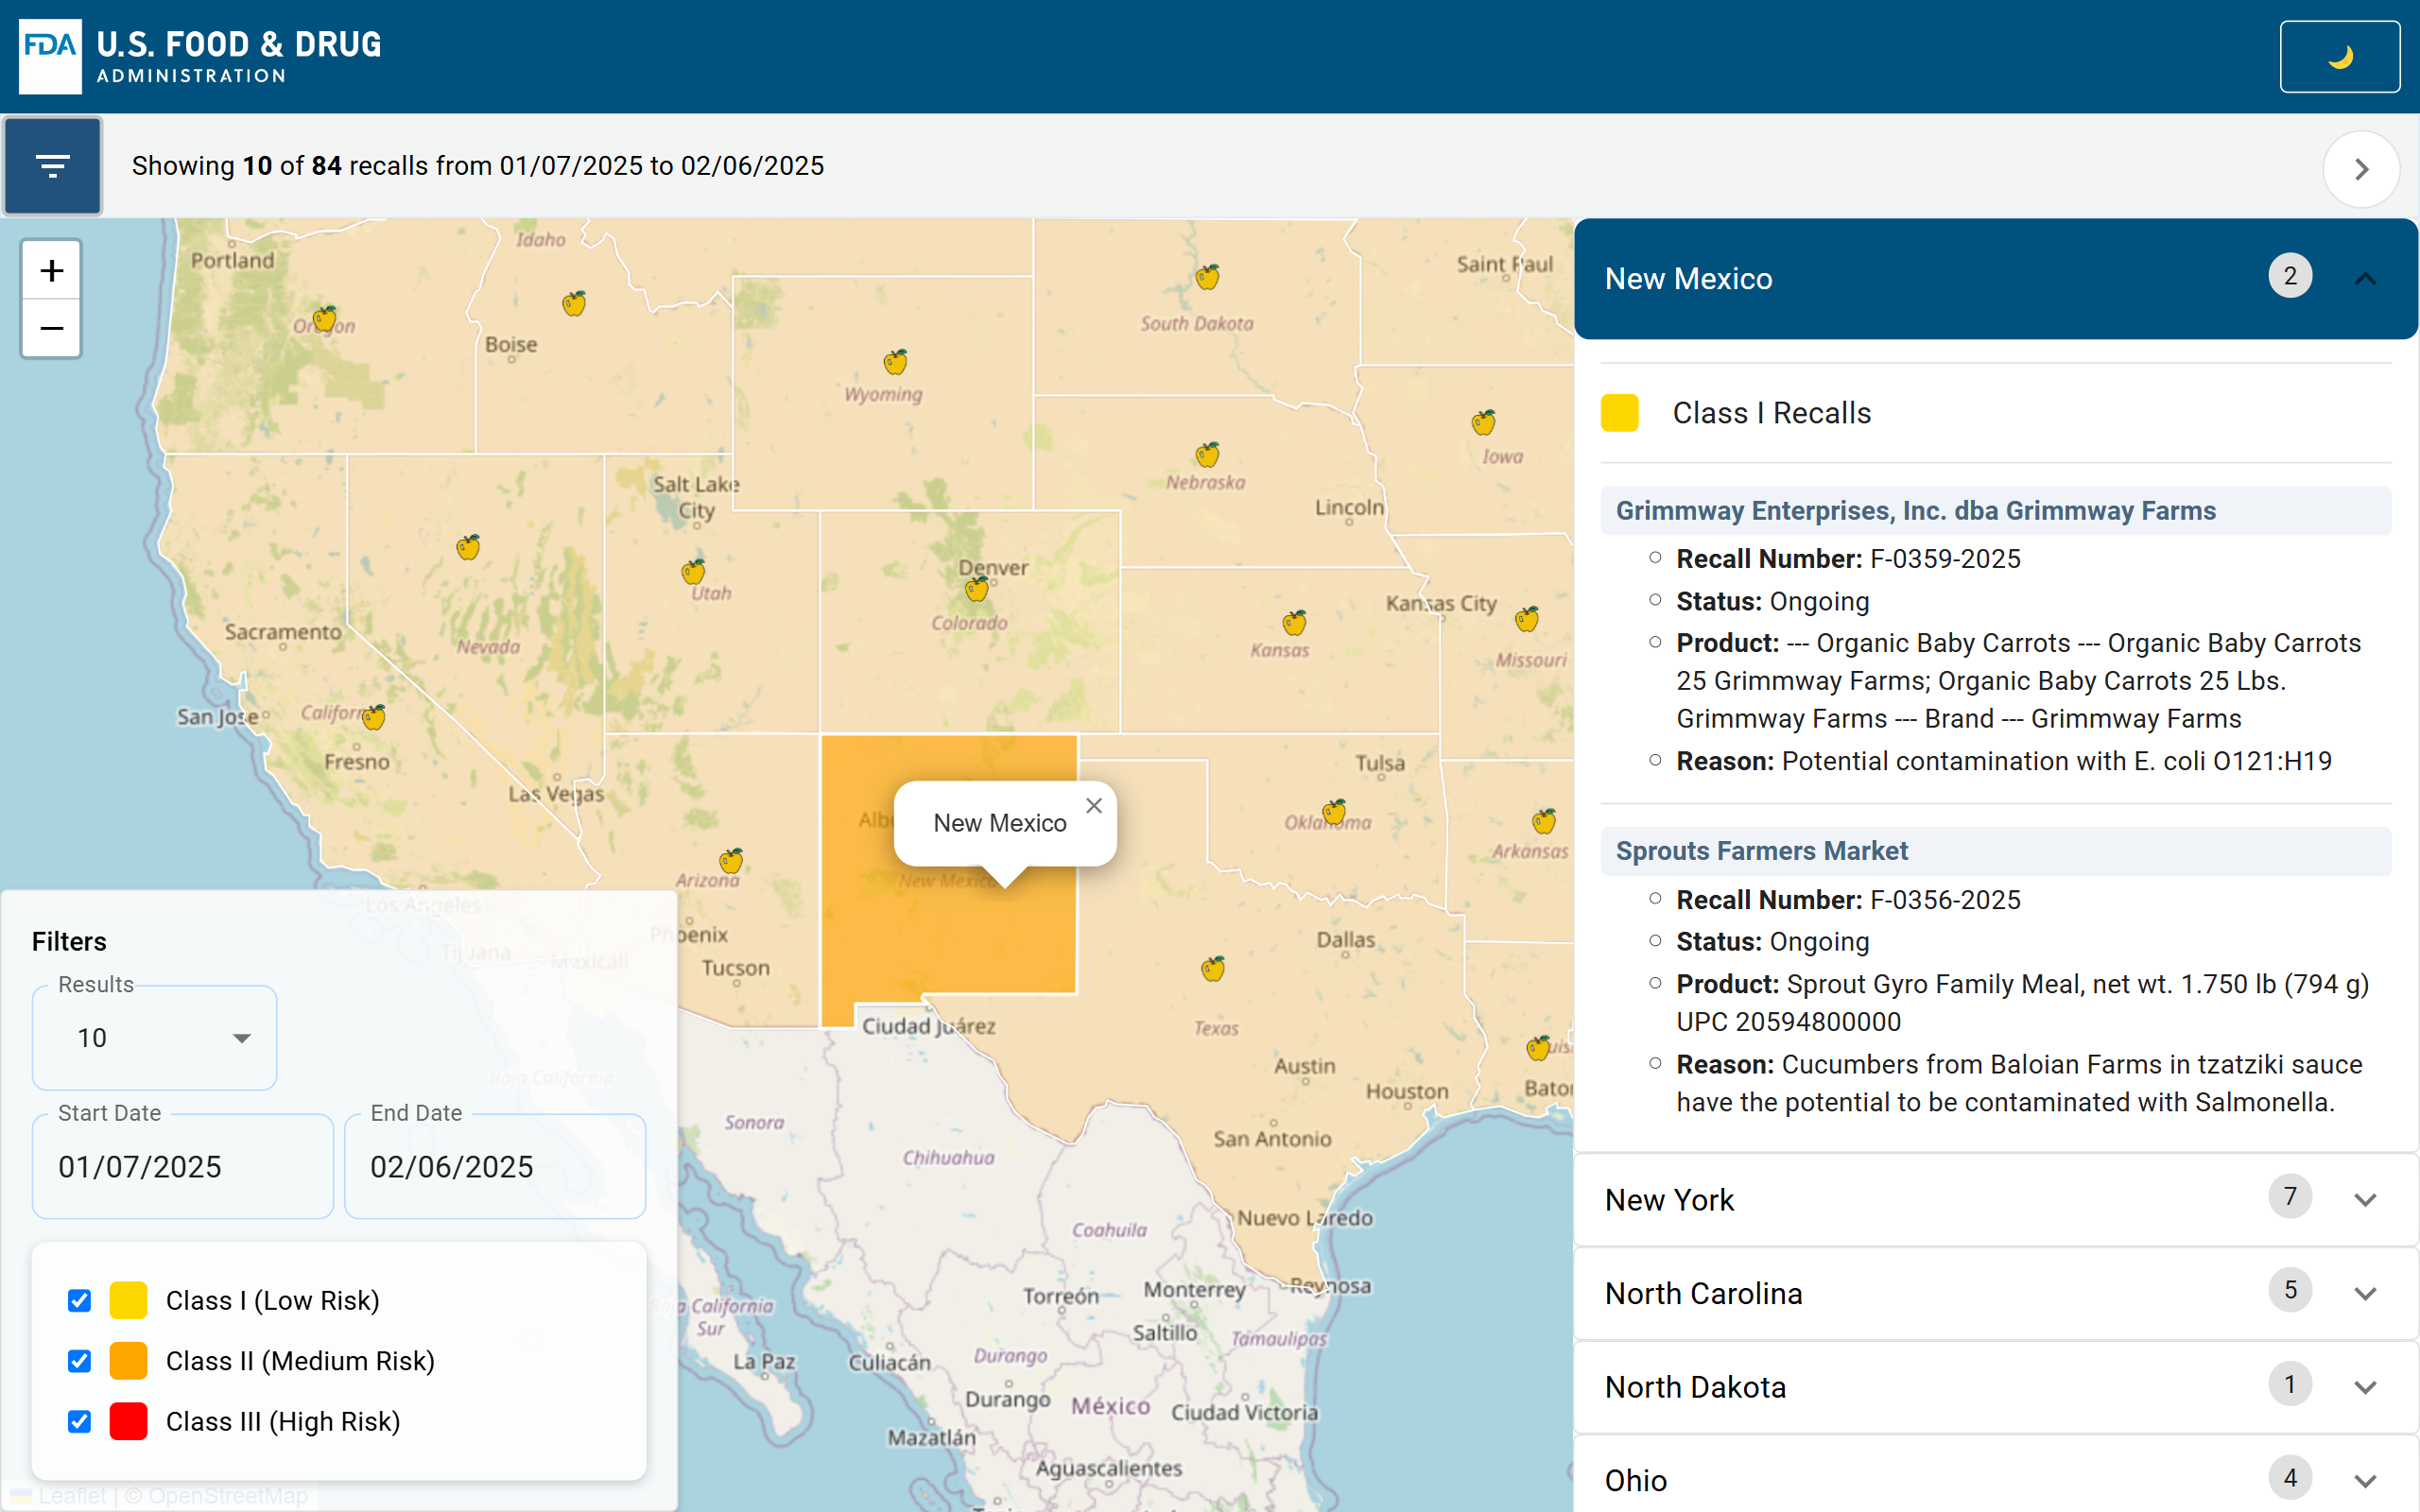 FDA
U.S. FOOD & DRUG
ADMINISTRATION
Showing 10 of 84 recalls from 01/07/2025 to 02/06/2025
+
−
Portland
Idaho
Saint Paul
Oregon
Boise
South Dakota
Wyoming
Iowa
Nebraska
Salt Lake
City
Lincoln
Denver
Utah
Colorado
Kansas City
Sacramento
Nevada
Kansas
Missouri
San Jose
Fresno
Las Vegas
Tulsa
Oklahoma
New Mexico
Arkansas
Arizona
New Mexico
Los Angeles
Phoenix
Dallas
Tijuana
Mexicali
Tucson
Ciudad Juárez
Texas
Baja California
Austin
Houston
Sonora
San Antonio
Chihuahua
Nuevo Laredo
Coahuila
Reynosa
Monterrey
Torreón
Baja California
Sur
Saltillo
Tamaulipas
La Paz
Culiacán
Durango
Durango
México
Ciudad Victoria
Mazatlán
Aguascalientes
Filters
Results
10
Start Date
End Date
01/07/2025
02/06/2025
Class I (Low Risk)
Class II (Medium Risk)
Class III (High Risk)
Leaflet | © OpenStreetMap
New Mexico
2
Class I Recalls
Grimmway Enterprises, Inc. dba Grimmway Farms
Recall Number: F-0359-2025
Status: Ongoing
Product: --- Organic Baby Carrots --- Organic Baby Carrots
25 Grimmway Farms; Organic Baby Carrots 25 Lbs.
Grimmway Farms --- Brand --- Grimmway Farms
Reason: Potential contamination with E. coli O121:H19
Sprouts Farmers Market
Recall Number: F-0356-2025
Status: Ongoing
Product: Sprout Gyro Family Meal, net wt. 1.750 lb (794 g)
UPC 20594800000
Reason: Cucumbers from Baloian Farms in tzatziki sauce
have the potential to be contaminated with Salmonella.
New York
7
North Carolina
5
North Dakota
1
Ohio
4